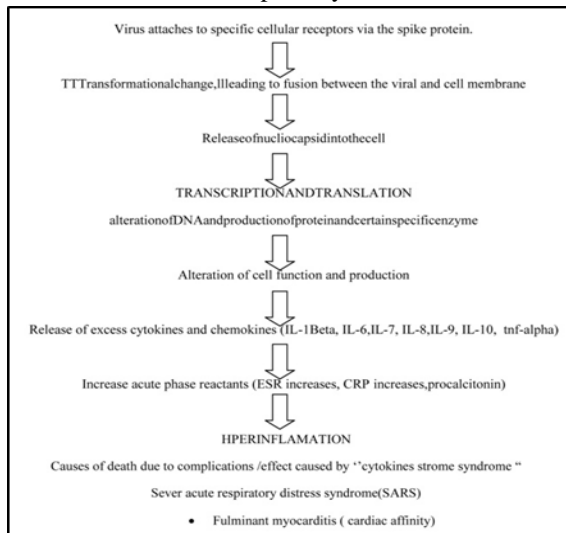 Virus attaches to specific cellular receptors via the spike protein.
TTTransformationalchange,llleading to fusion between the viral and cell membrane
Releaseofnucliocapsidintothecell
TRANSCRIPTIONANDTRANSLATION
alterationofDNAandproductionofproteinandcertainspecificenzyme
Alteration of cell function and production
Release of excess cytokines and chemokines (IL-1Beta, IL-6,IL-7, IL-8,IL-9, IL-10, tnf-alpha)
Increase acute phase reactants (ESR increases, CRP increases,procalcitonin)
HPERINFLAMATION
Causes of death due to complications /effect caused by ‘’cytokines strome syndrome “
Sever acute respiratory distress syndrome(SARS)
• Fulminant myocarditis ( cardiac affinity)